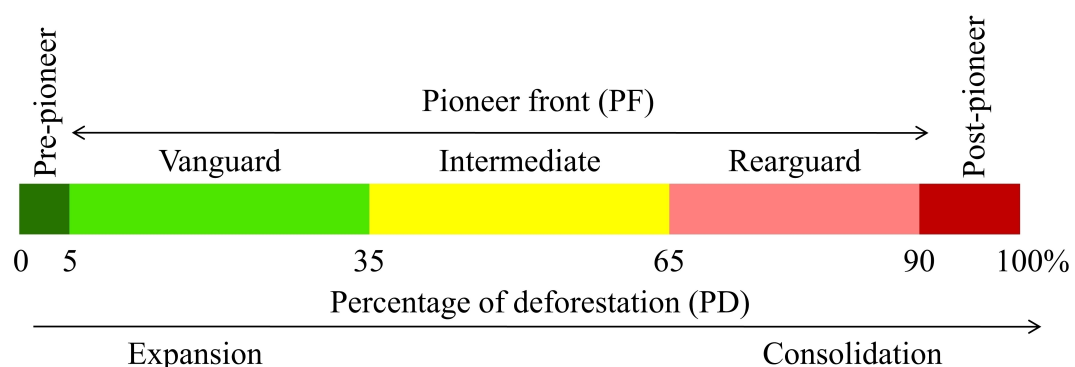 Pre-pioneer
Pioneer front (PF)
Post-pioneer
Vanguard Intermediate Rearguard
0 5 35 65 90 100%
Percentage of deforestation (PD)
Expansion Consolidation